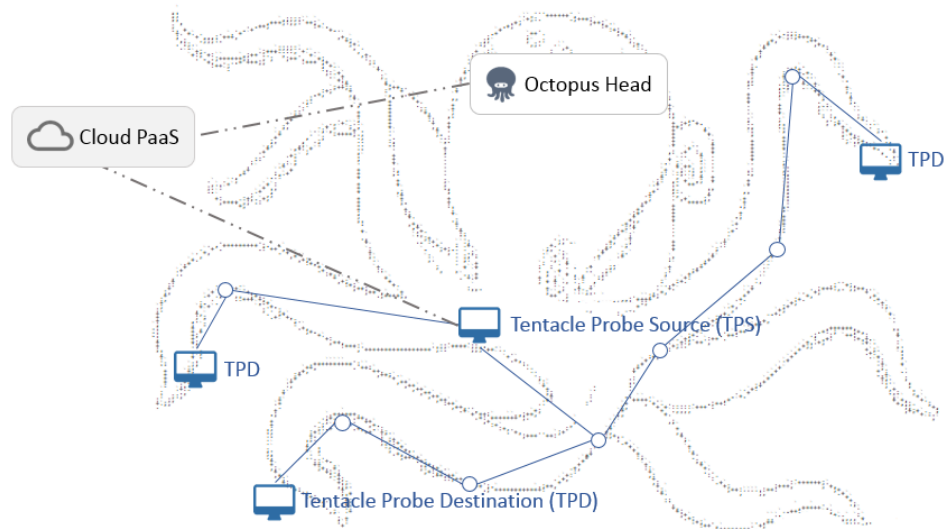 Octopus Head
Cloud PaaS
TPD
Tentacle Probe Source (TPS)
TPD
Tentacle Probe Destination (TPD)